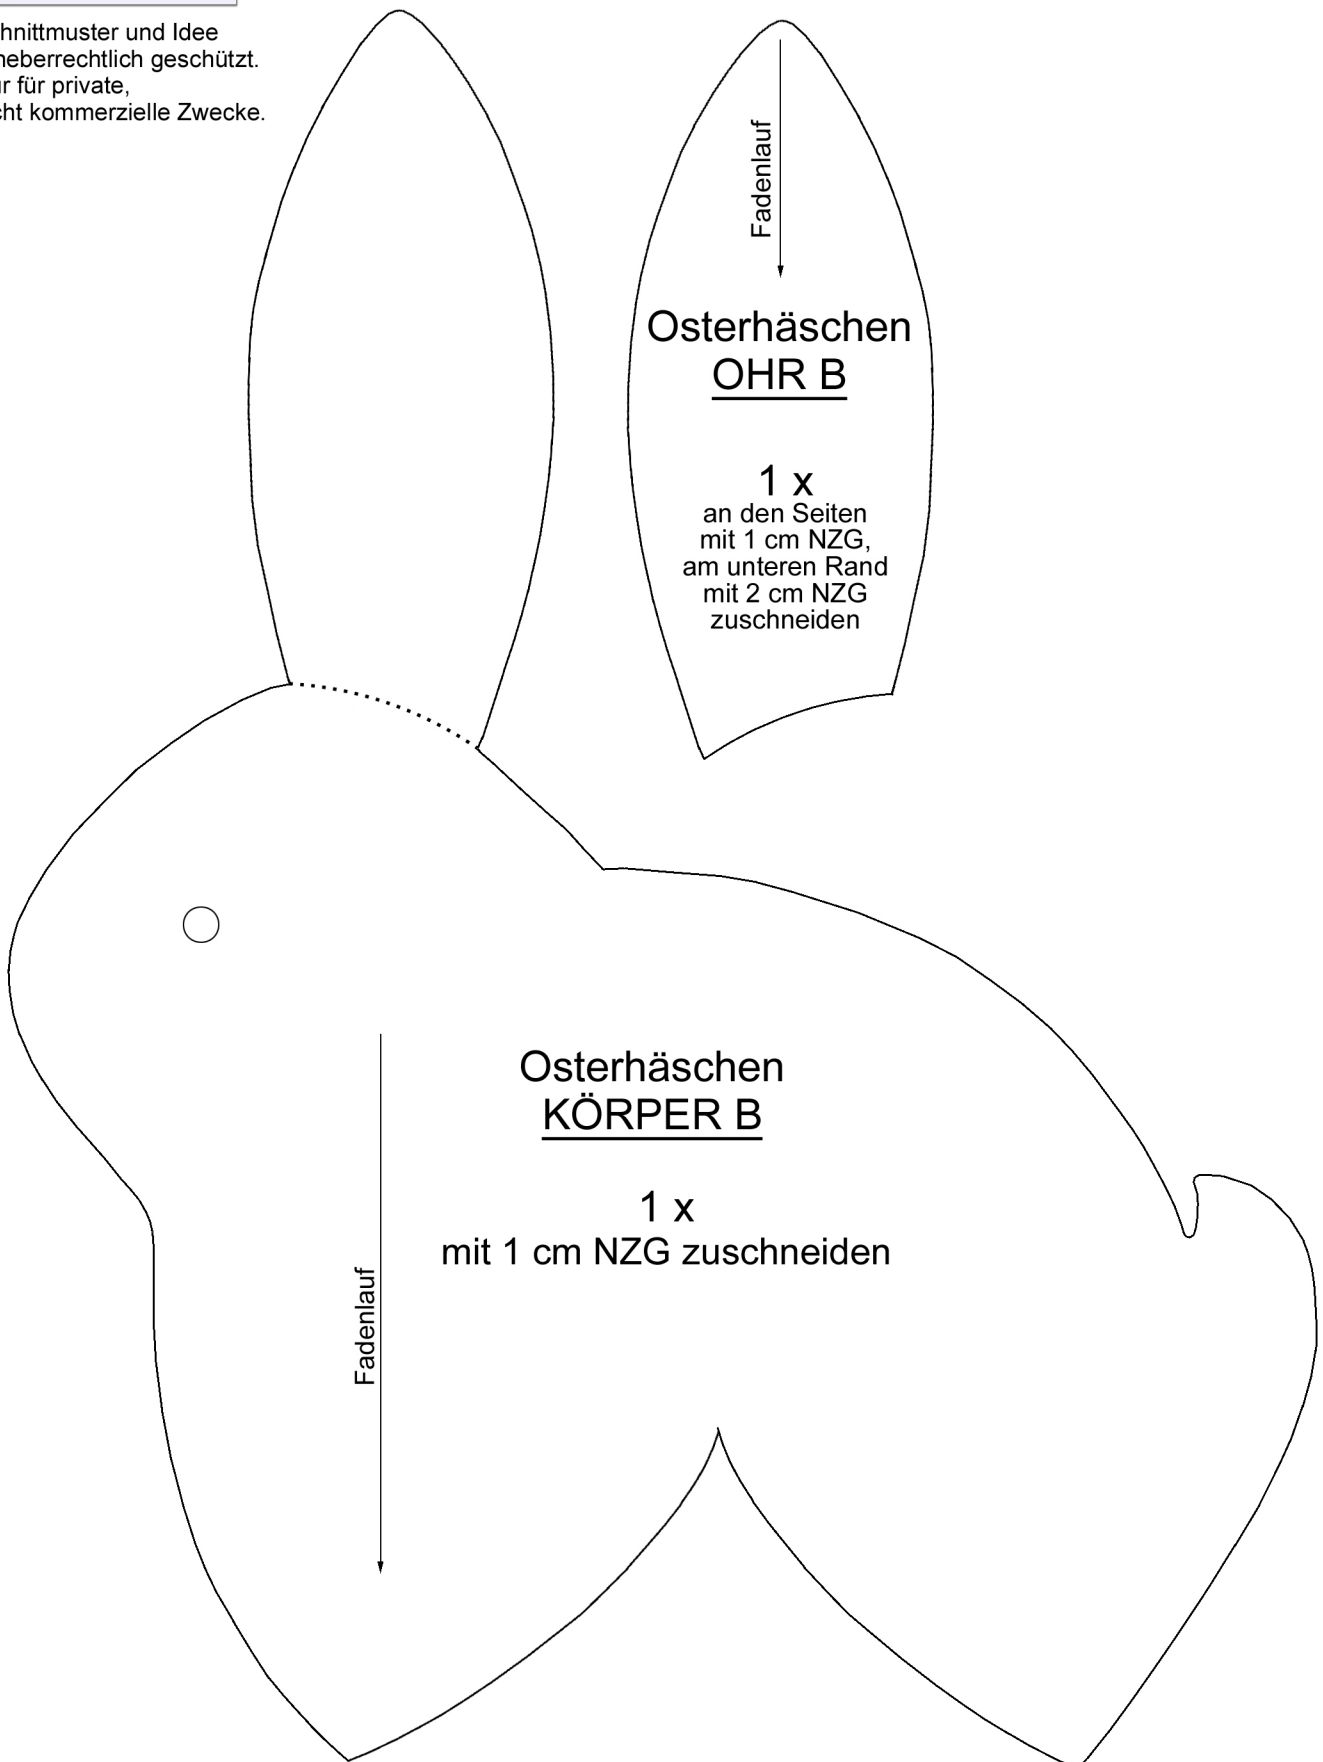 hnittmuster und Idee
heberrechtlich geschützt.
r für private,
cht kommerzielle Zwecke.
Fadenlauf
Osterhäschen
OHR B
1 x
an den Seiten
mit 1 cm NZG,
am unteren Rand
mit 2 cm NZG
zuschneiden
Osterhäschen
KÖRPER B
1 x
mit 1 cm NZG zuschneiden
Fadenlauf